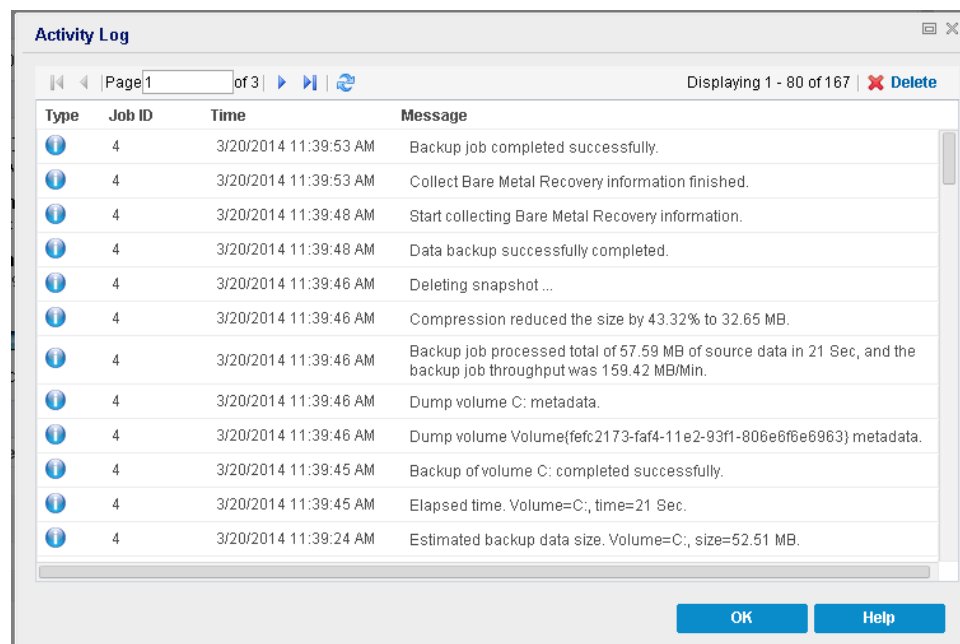 Activity Log
Page 1 of 3 Displaying 1 - 80 of 167 Delete
Type Job ID Time Message
4 3/20/2014 11:39:53 AM Backup job completed successfully.
4 3/20/2014 11:39:53 AM Collect Bare Metal Recovery information finished.
4 3/20/2014 11:39:48 AM Start collecting Bare Metal Recovery information.
4 3/20/2014 11:39:48 AM Data backup successfully completed.
4 3/20/2014 11:39:46 AM Deleting snapshot ...
4 3/20/2014 11:39:46 AM Compression reduced the size by 43.32% to 32.65 MB.
4 3/20/2014 11:39:46 AM Backup job processed total of 57.59 MB of source data in 21 Sec, and the
backup job throughput was 159.42 MB/Min.
4 3/20/2014 11:39:46 AM Dump volume C: metadata.
4 3/20/2014 11:39:46 AM Dump volume Volume{fefc2173-faf4-11e2-93f1-806e6f6e6963} metadata.
4 3/20/2014 11:39:45 AM Backup of volume C: completed successfully.
4 3/20/2014 11:39:45 AM Elapsed time. Volume=C:, time=21 Sec.
4 3/20/2014 11:39:24 AM Estimated backup data size. Volume=C:, size=52.51 MB.
OK Help